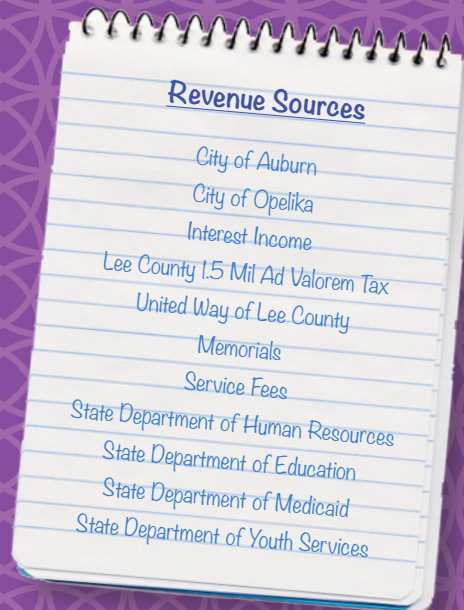 Revenue Sources
City of Auburn
City of Opelika
Interest Income
Lee County 1.5 Mil Ad Valorem Tax
United Way of Lee County
Memorials
Service Fees
State Department of Human Resources
State Department of Education
State Department of Medicaid
State Department of Youth Services